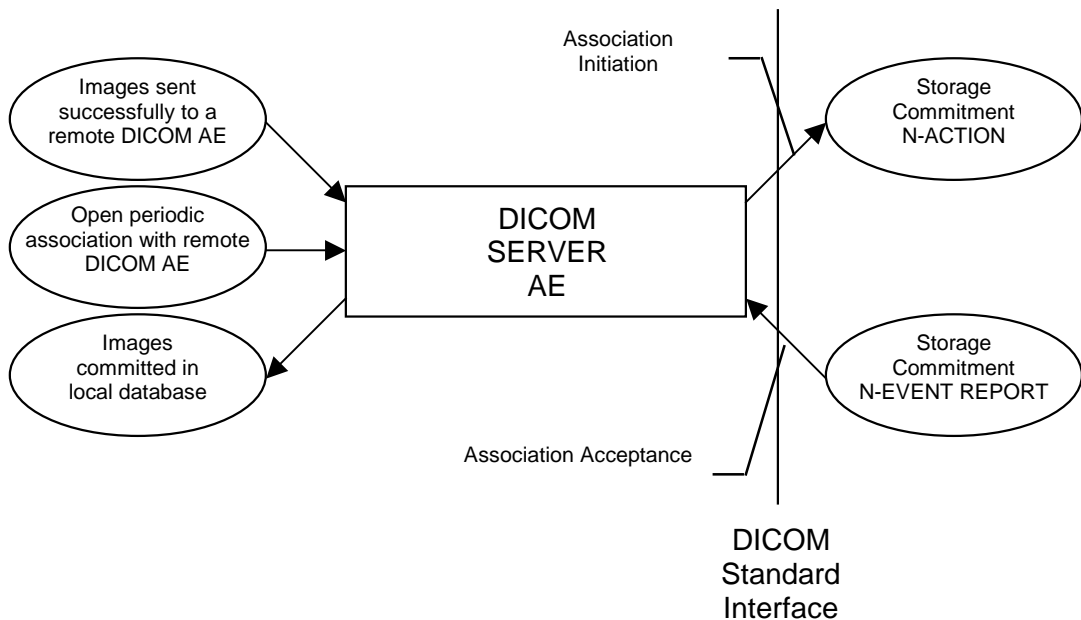 Association
Initiation
Images sent
successfully to a
remote DICOM AE
Storage
Commitment
N-ACTION
Open periodic
association with remote
DICOM AE
DICOM
SERVER
AE
Images
committed in
local database
Storage
Commitment
N-EVENT REPORT
Association Acceptance
DICOM
Standard
Interface